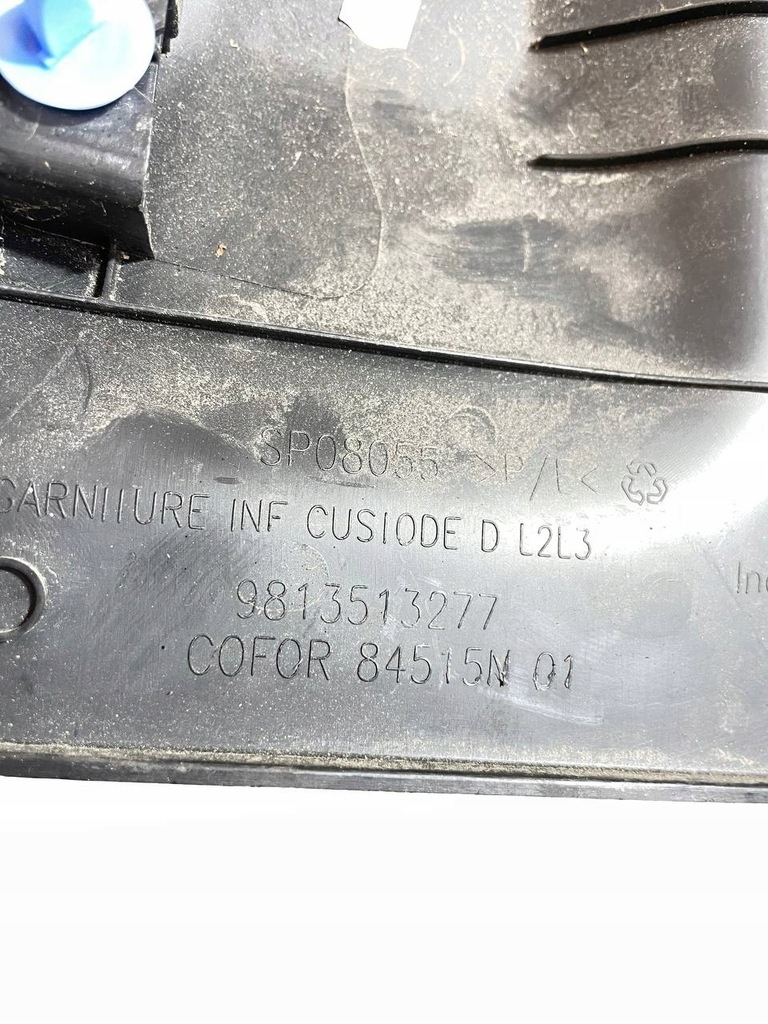 SP08055 >P/E<
GARNITURE INF CUSTODE D L2L3
9813513277
COFOR 84515N 01